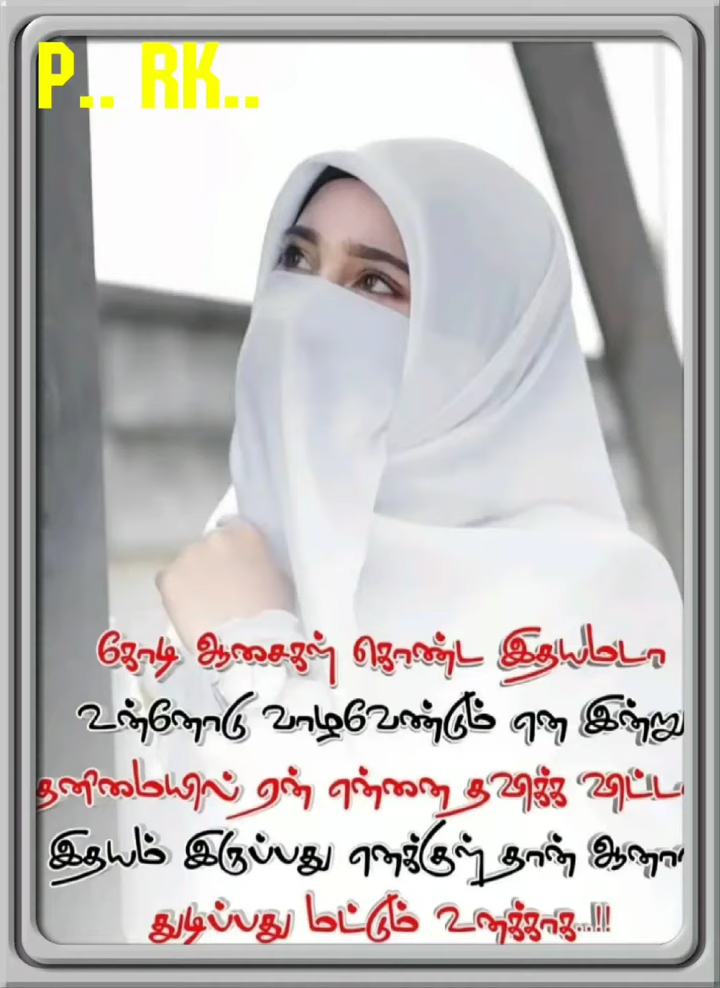 P.. RK..
கோடி ஆசைகள் கொண்ட இதயமடா
உன்னோடு வாழவேண்டும் என இன்று
தனிமையில் ஏன் என்னை தவிக்க விட்ட
இதயம் இருப்பது எனக்குள் தான் ஆனா
துடிப்பது மட்டும் உனக்காக..!!